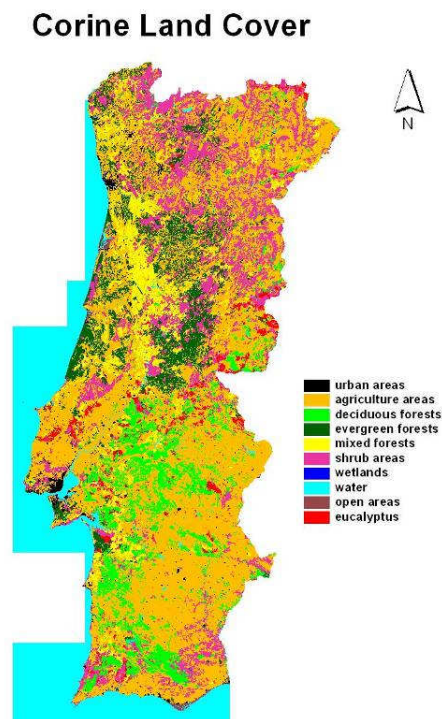 Corine Land Cover
N
urban areas
agriculture areas
deciduous forests
evergreen forests
mixed forests
shrub areas
wetlands
water
open areas
eucalyptus